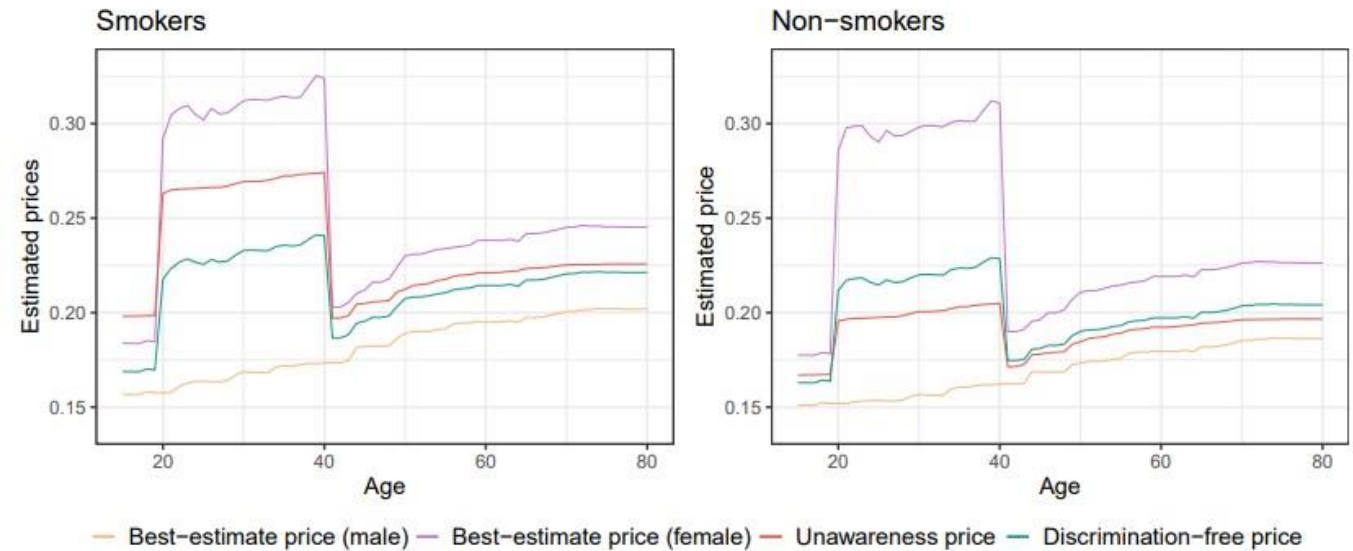 Smokers
Non−smokers
Estimated prices
0.30
0.25
0.20
0.15
20 40 60 80
Age
Estimated price
0.30
0.25
0.20
0.15
20 40 60 80
Age
Best−estimate price (male) Best−estimate price (female) Unawareness price Discrimination−free price